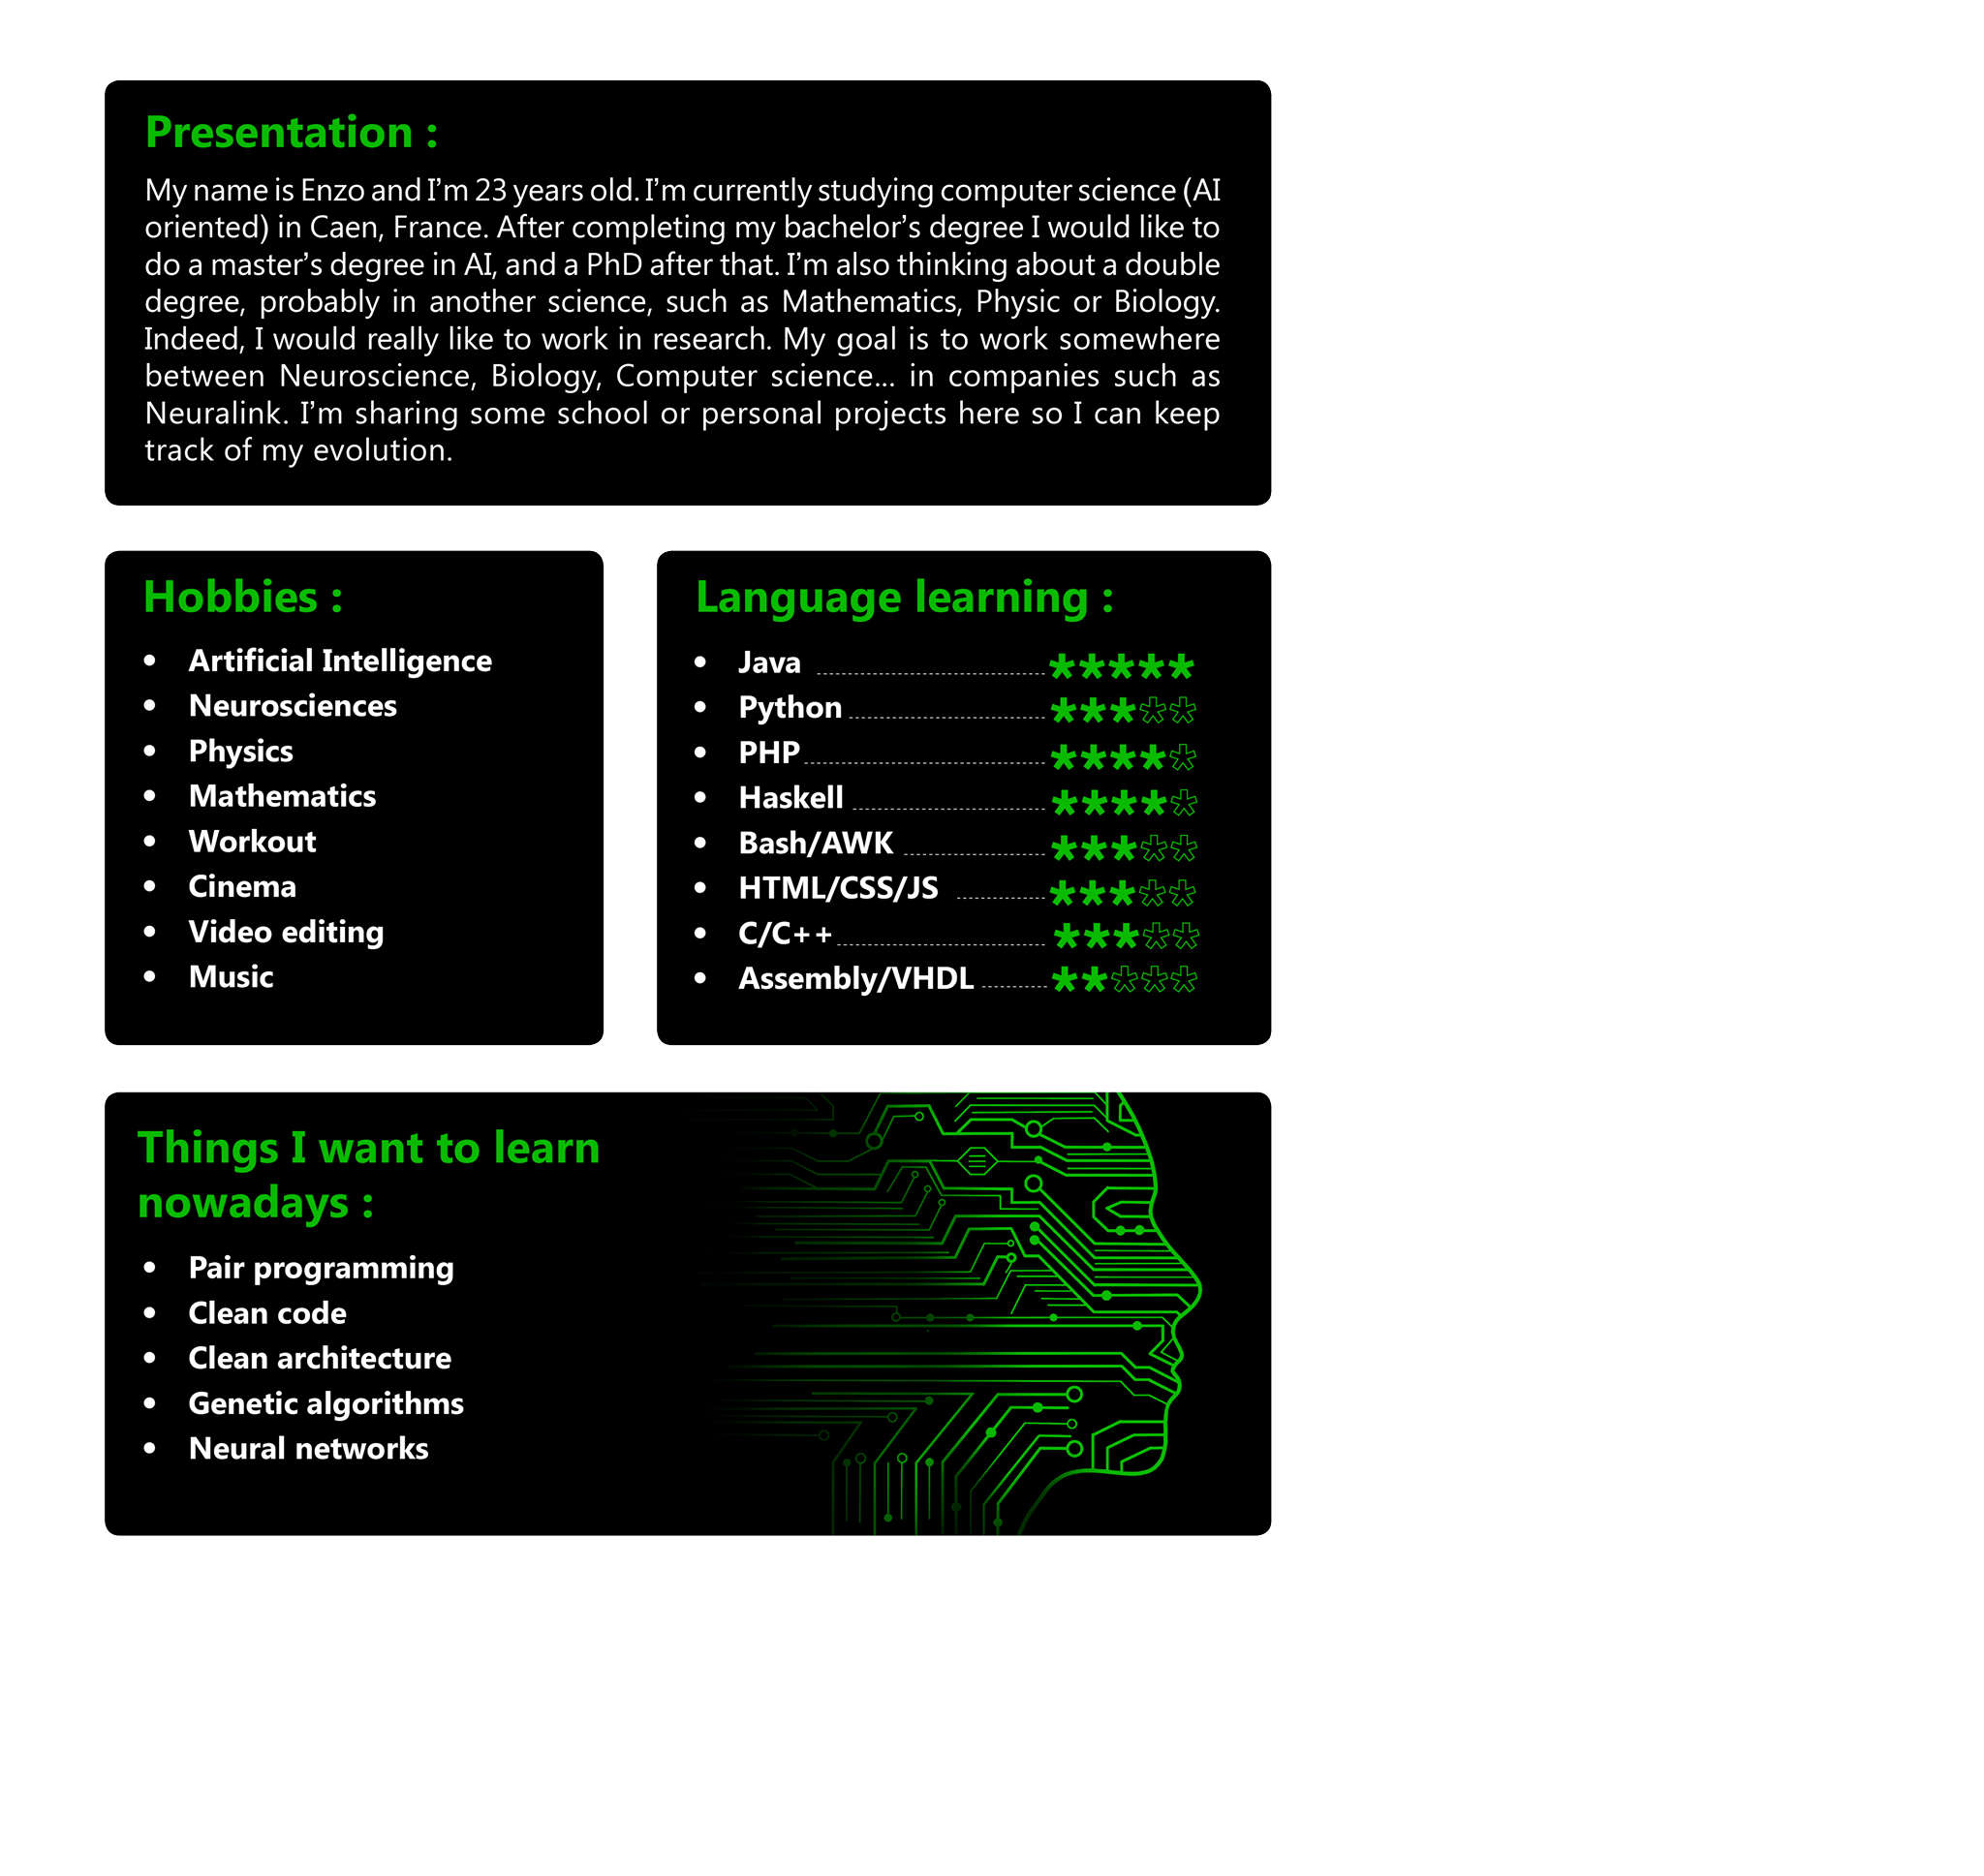 Presentation :
My name is Enzo and I’m 23 years old. I’m currently studying computer science (AI
oriented) in Caen, France. After completing my bachelor’s degree I would like to
do a master’s degree in AI, and a PhD after that. I’m also thinking about a double
degree, probably in another science, such as Mathematics, Physic or Biology.
Indeed, I would really like to work in research. My goal is to work somewhere
between Neuroscience, Biology, Computer science... in companies such as
Neuralink. I’m sharing some school or personal projects here so I can keep
track of my evolution.
Hobbies :
• Artificial Intelligence
• Neurosciences
• Physics
• Mathematics
• Workout
• Cinema
• Video editing
• Music
Language learning :
• Java
• Python
• PHP
• Haskell
• Bash/AWK
• HTML/CSS/JS
• C/C++
• Assembly/VHDL
Things I want to learn
nowadays :
• Pair programming
• Clean code
• Clean architecture
• Genetic algorithms
• Neural networks